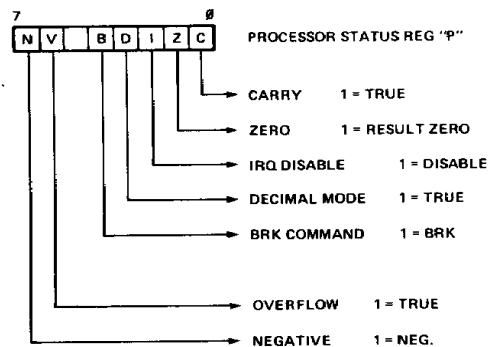 7 0
N V B D I Z C PROCESSOR STATUS REG "P"
CARRY 1 = TRUE
ZERO 1 = RESULT ZERO
IRQ DISABLE 1 = DISABLE
DECIMAL MODE 1 = TRUE
BRK COMMAND 1 = BRK
OVERFLOW 1 = TRUE
NEGATIVE 1 = NEG.